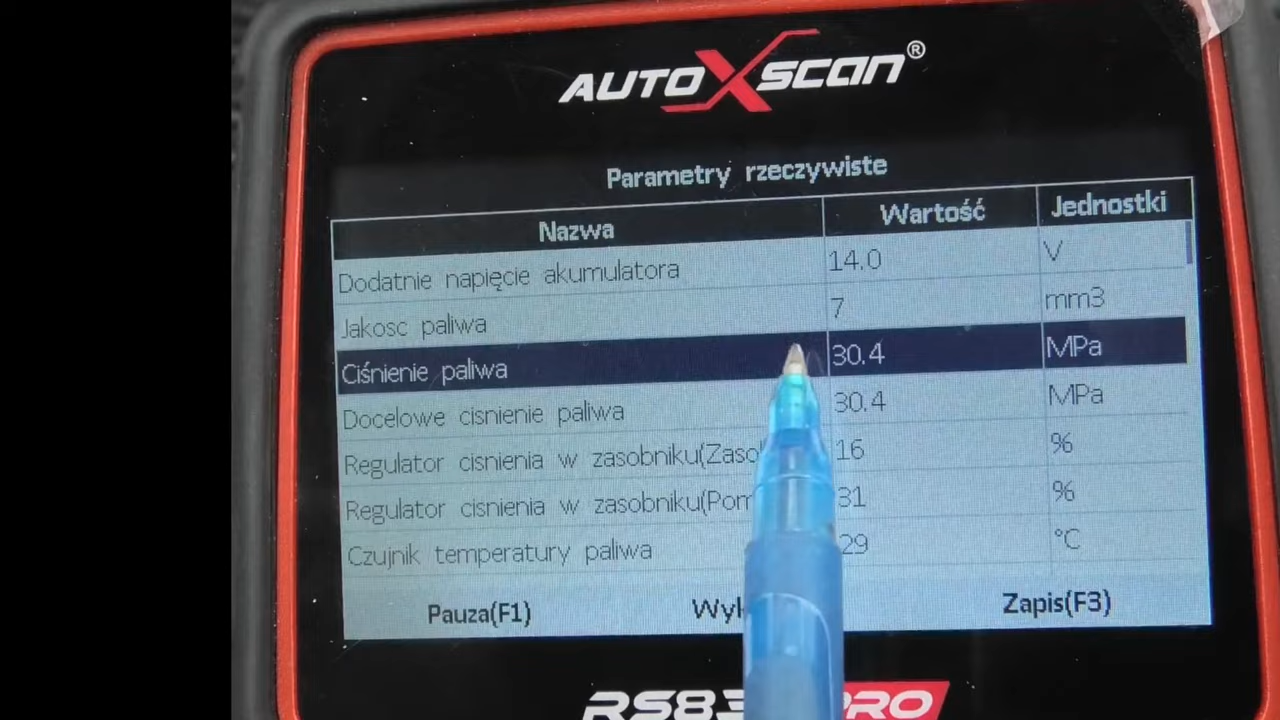 AUTOXSCAN®
Parametry rzeczywiste
Nazwa Wartość Jednostki
Dodatnie napięcie akumulatora 14.0 V
Jakosc paliwa 7 mm3
Ciśnienie paliwa 30.4 MPa
Docelowe cisnienie paliwa 30.4 MPa
Regulator cisnienia w zasobniku(Zaso 16 %
Regulator cisnienia w zasobniku(Pom 31 %
Czujnik temperatury paliwa 29 °C
Pauza(F1) Zapis(F3)
RS83 PRO